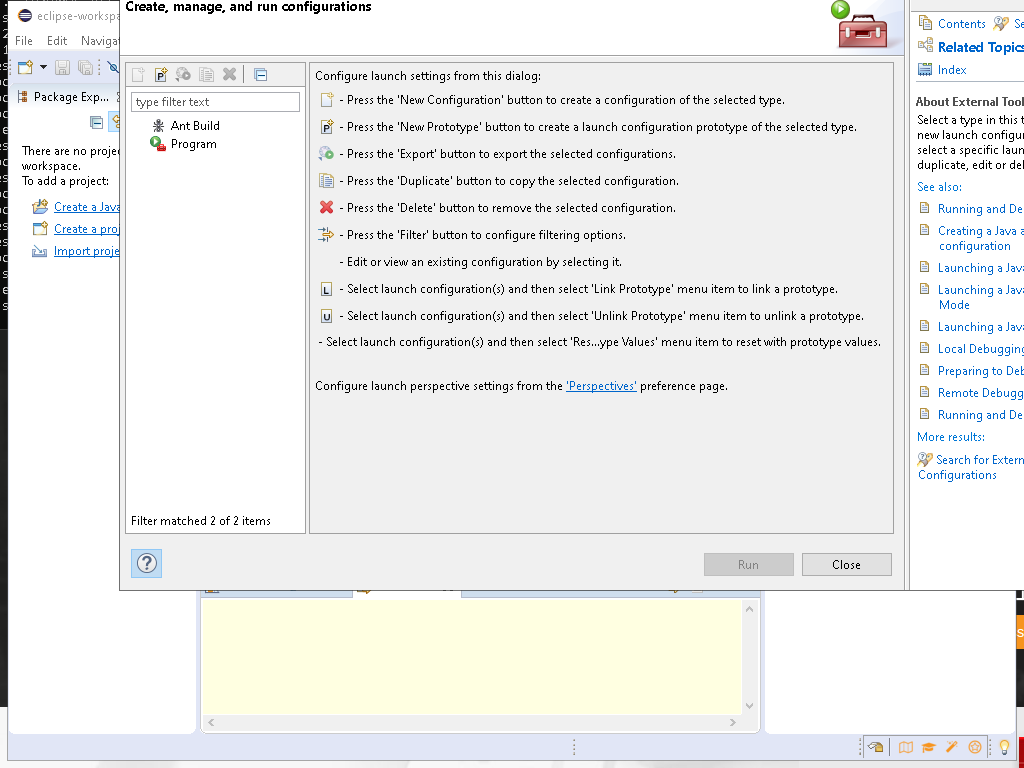 Create, manage, and run configurations
eclipse-workspa
File Edit Naviga
Package Exp...
There are no proje
workspace.
To add a project:
Create a Java
Create a proj
Import proje
type filter text
Ant Build
Program
Filter matched 2 of 2 items
Configure launch settings from this dialog:
- Press the 'New Configuration' button to create a configuration of the selected type.
P - Press the 'New Prototype' button to create a launch configuration prototype of the selected type.
- Press the 'Export' button to export the selected configurations.
- Press the 'Duplicate' button to copy the selected configuration.
- Press the 'Delete' button to remove the selected configuration.
- Press the 'Filter' button to configure filtering options.
- Edit or view an existing configuration by selecting it.
L - Select launch configuration(s) and then select 'Link Prototype' menu item to link a prototype.
U - Select launch configuration(s) and then select 'Unlink Prototype' menu item to unlink a prototype.
- Select launch configuration(s) and then select 'Res...ype Values' menu item to reset with prototype values.
Configure launch perspective settings from the 'Perspectives' preference page.
?
Run
Close
Contents Se
Related Topics
Index
About External Tool
Select a type in this t
new launch configur
select a specific laun
duplicate, edit or del
See also:
Running and De
Creating a Java a
configuration
Launching a Java
Launching a Java
Mode
Launching a Java
Local Debugging
Preparing to Deb
Remote Debugg
Running and De
More results:
Search for Extern
Configurations